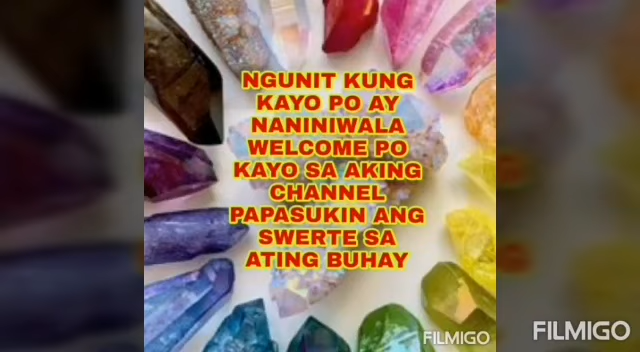 NGUNIT KUNG
KAYO PO AY
NANINIWALA
WELCOME PO
KAYO SA AKING
CHANNEL
PAPASUKIN ANG
SWERTE SA
ATING BUHAY
FILMIGO
FILMIGO